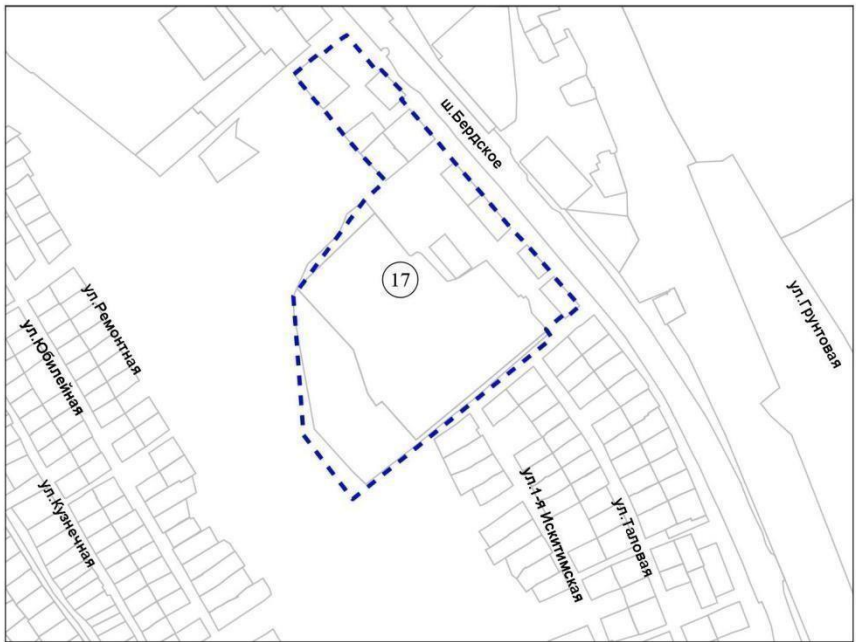 ш.Бердское
17
ул.Грунтовая
ул.Ремонтная
ул.Юбилейная
ул.Кузнечная
ул.1-я Искитимская
ул.Таловая